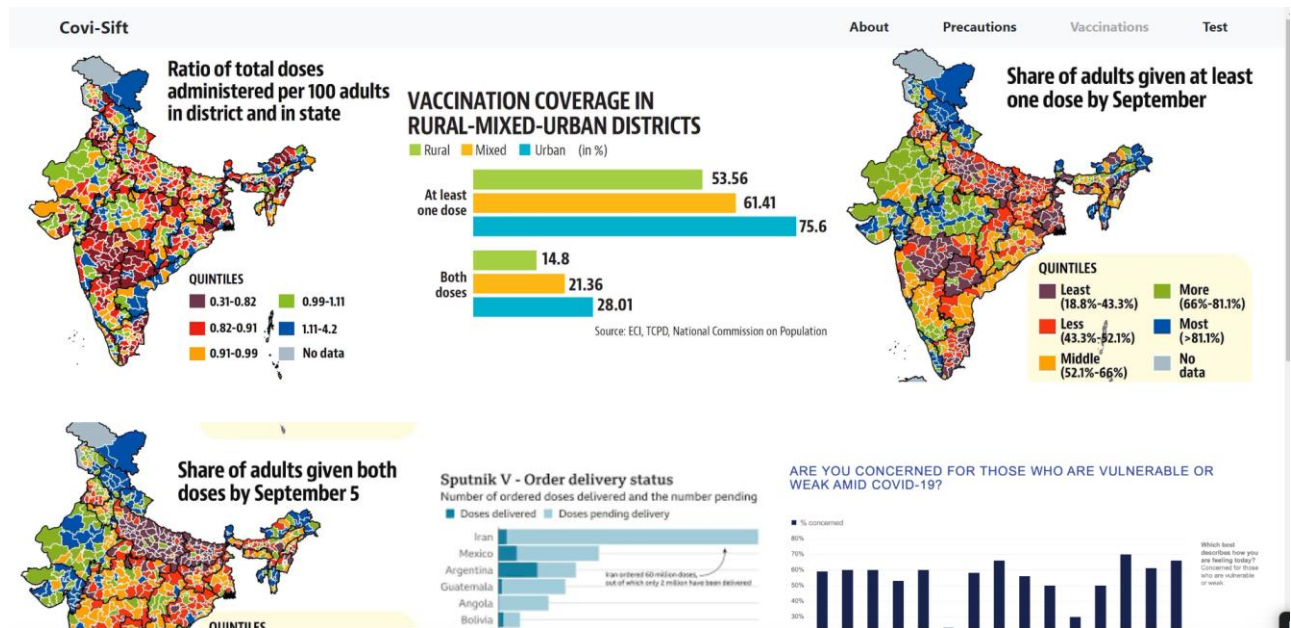 Covi-Sift
About
Precautions
Vaccinations
Test
Ratio of total doses
administered per 100 adults
in district and in state
QUINTILES
0.31-0.82
0.82-0.91
0.91-0.99
0.99-1.11
1.11-4.2
No data
VACCINATION COVERAGE IN
RURAL-MIXED-URBAN DISTRICTS
Rural Mixed Urban (in %)
At least
one dose
53.56
61.41
75.6
Both
doses
14.8
21.36
28.01
Source: ECI, TCPD, National Commission on Population
Share of adults given at least
one dose by September
QUINTILES
Least
(18.8%-43.3%)
Less
(43.3%-52.1%)
Middle
(52.1%-66%)
More
(66%-81.1%)
Most
(>81.1%)
No
data
Share of adults given both
doses by September 5
QUINTILES
Sputnik V - Order delivery status
Number of ordered doses delivered and the number pending
Doses delivered Doses pending delivery
Iran
Mexico
Argentina
Guatemala
Angola
Bolivia
Iran ordered 60 million doses,
out of which only 2 million have been delivered
ARE YOU CONCERNED FOR THOSE WHO ARE VULNERABLE OR
WEAK AMID COVID-19?
% concerned
80%
70%
60%
50%
40%
30%
Which best
describes how you
are feeling today?
Concerned for those
who are vulnerable
or weak